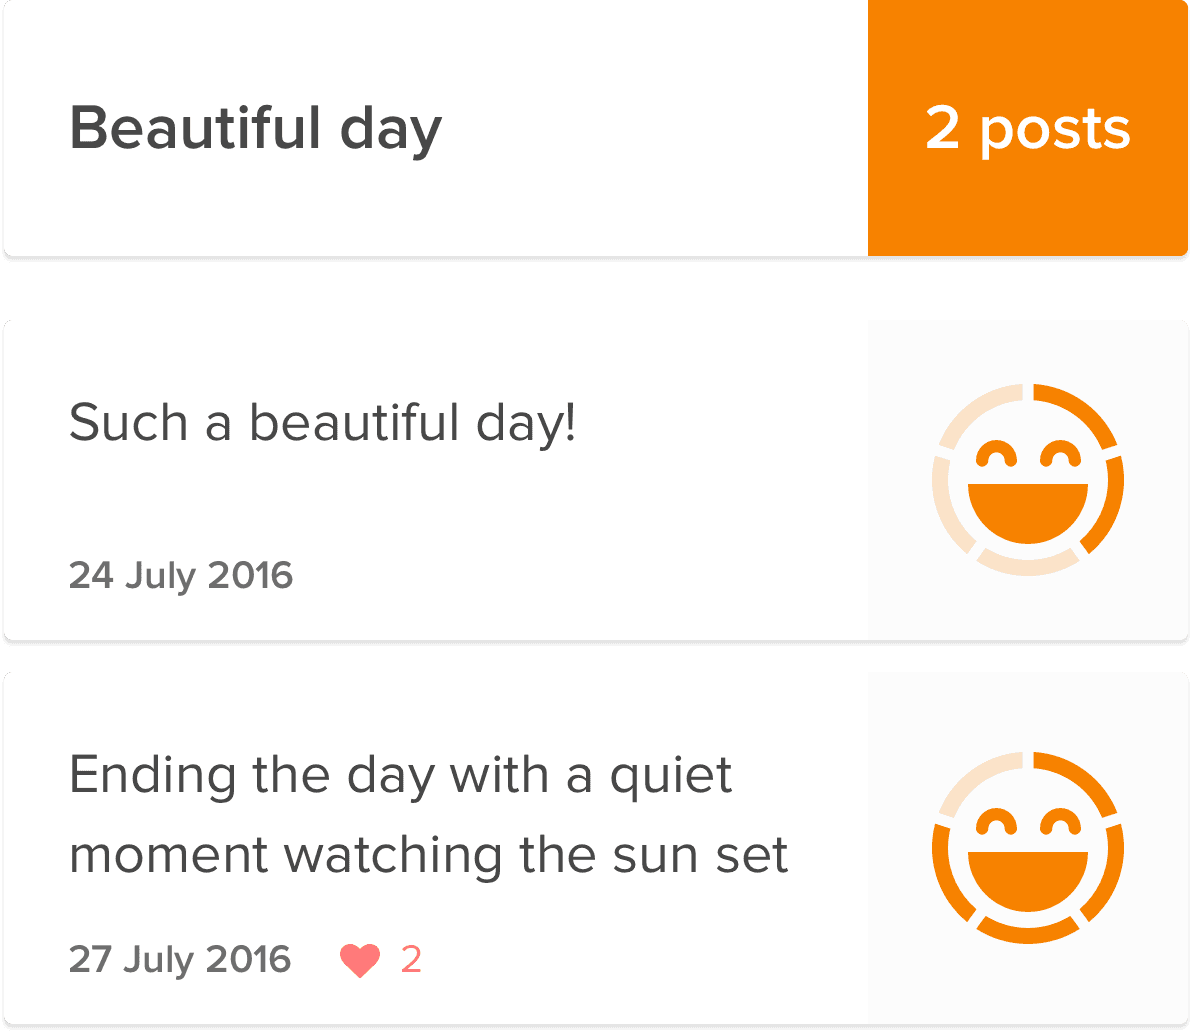 Beautiful day
2 posts
Such a beautiful day!
24 July 2016
Ending the day with a quiet
moment watching the sun set
27 July 2016 2